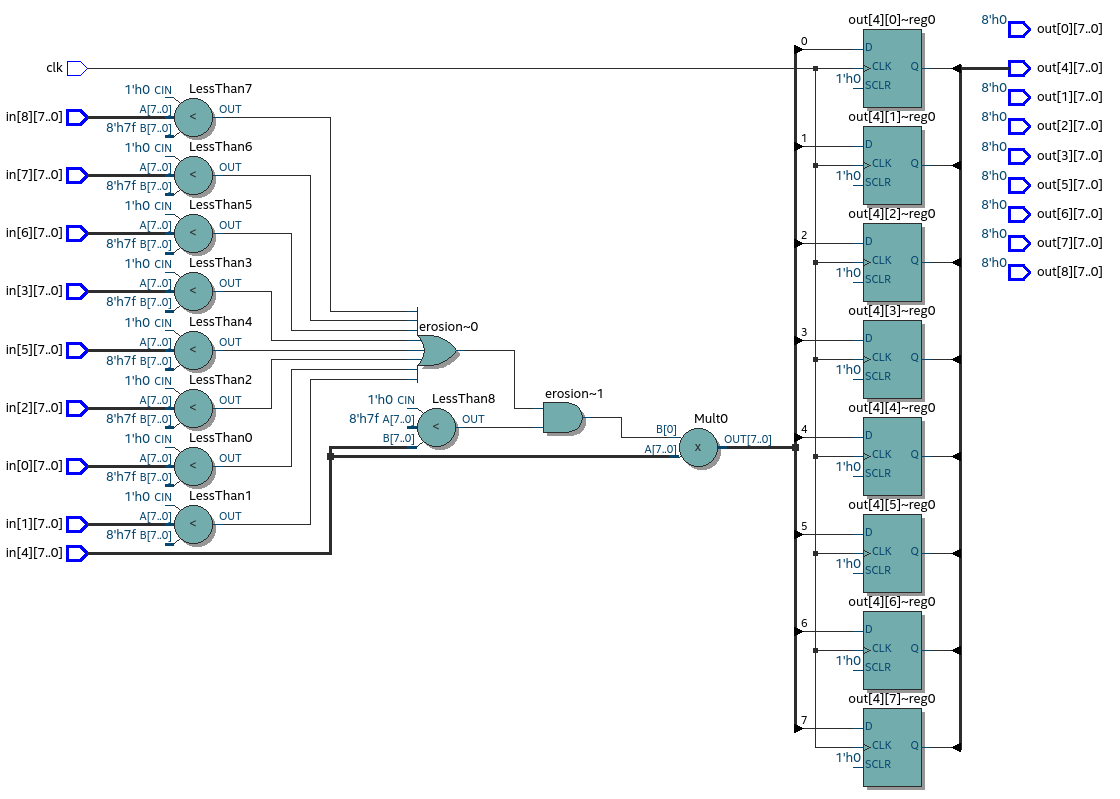 clk
in[8][7..0]
1'h0 CIN
LessThan7
A[7..0]
8'h7f B[7..0]
<
OUT
in[7][7..0]
1'h0 CIN
LessThan6
A[7..0]
8'h7f B[7..0]
<
OUT
in[6][7..0]
1'h0 CIN
LessThan5
A[7..0]
8'h7f B[7..0]
<
OUT
in[3][7..0]
1'h0 CIN
LessThan3
A[7..0]
8'h7f B[7..0]
<
OUT
in[5][7..0]
1'h0 CIN
LessThan4
A[7..0]
8'h7f B[7..0]
<
OUT
in[2][7..0]
1'h0 CIN
LessThan2
A[7..0]
8'h7f B[7..0]
<
OUT
in[0][7..0]
1'h0 CIN
LessThan0
A[7..0]
8'h7f B[7..0]
<
OUT
in[1][7..0]
1'h0 CIN
LessThan1
A[7..0]
8'h7f B[7..0]
<
OUT
in[4][7..0]
erosion~0
1'h0 CIN
LessThan8
8'h7f A[7..0]
B[7..0]
<
OUT
erosion~1
Mult0
B[0]
A[7..0]
x
OUT[7..0]
out[4][0]~reg0
0
D
CLK
Q
1'h0
SCLR
out[4][1]~reg0
1
D
CLK
Q
1'h0
SCLR
out[4][2]~reg0
2
D
CLK
Q
1'h0
SCLR
out[4][3]~reg0
3
D
CLK
Q
1'h0
SCLR
out[4][4]~reg0
4
D
CLK
Q
1'h0
SCLR
out[4][5]~reg0
5
D
CLK
Q
1'h0
SCLR
out[4][6]~reg0
6
D
CLK
Q
1'h0
SCLR
out[4][7]~reg0
7
D
CLK
Q
1'h0
SCLR
8'h0 out[0][7..0]
out[4][7..0]
8'h0 out[1][7..0]
8'h0 out[2][7..0]
8'h0 out[3][7..0]
8'h0 out[5][7..0]
8'h0 out[6][7..0]
8'h0 out[7][7..0]
8'h0 out[8][7..0]